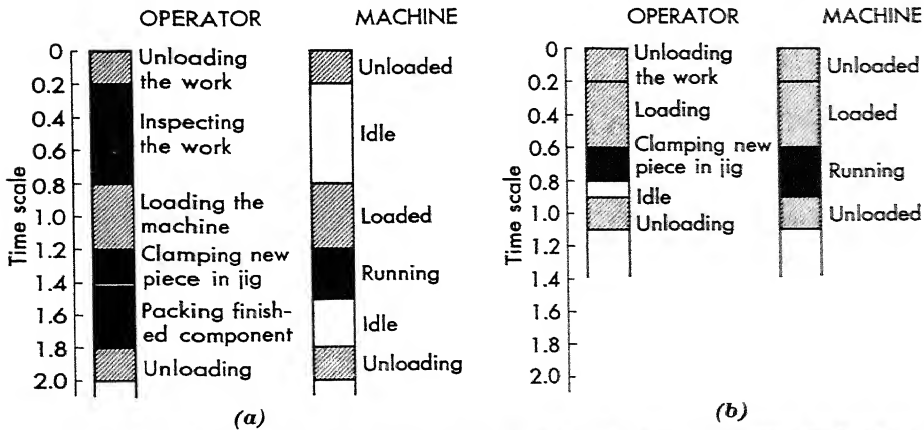 OPERATOR
MACHINE
Time scale
0
0.2
0.4
0.6
0.8
1.0
1.2
1.4
1.6
1.8
2.0
Unloading
the work
Inspecting
the work
Loading the
machine
Clamping new
piece in jig
Packing finish-
ed component
Unloading
Unloaded
Idle
Loaded
Running
Idle
Unloading
(a)
OPERATOR
MACHINE
Time scale
0
0.2
0.4
0.6
0.8
1.0
1.2
1.4
1.6
1.8
2.0
Unloading
the work
Loading
Clamping new
piece in jig
Idle
Unloading
Unloaded
Loaded
Running
Unloaded
(b)